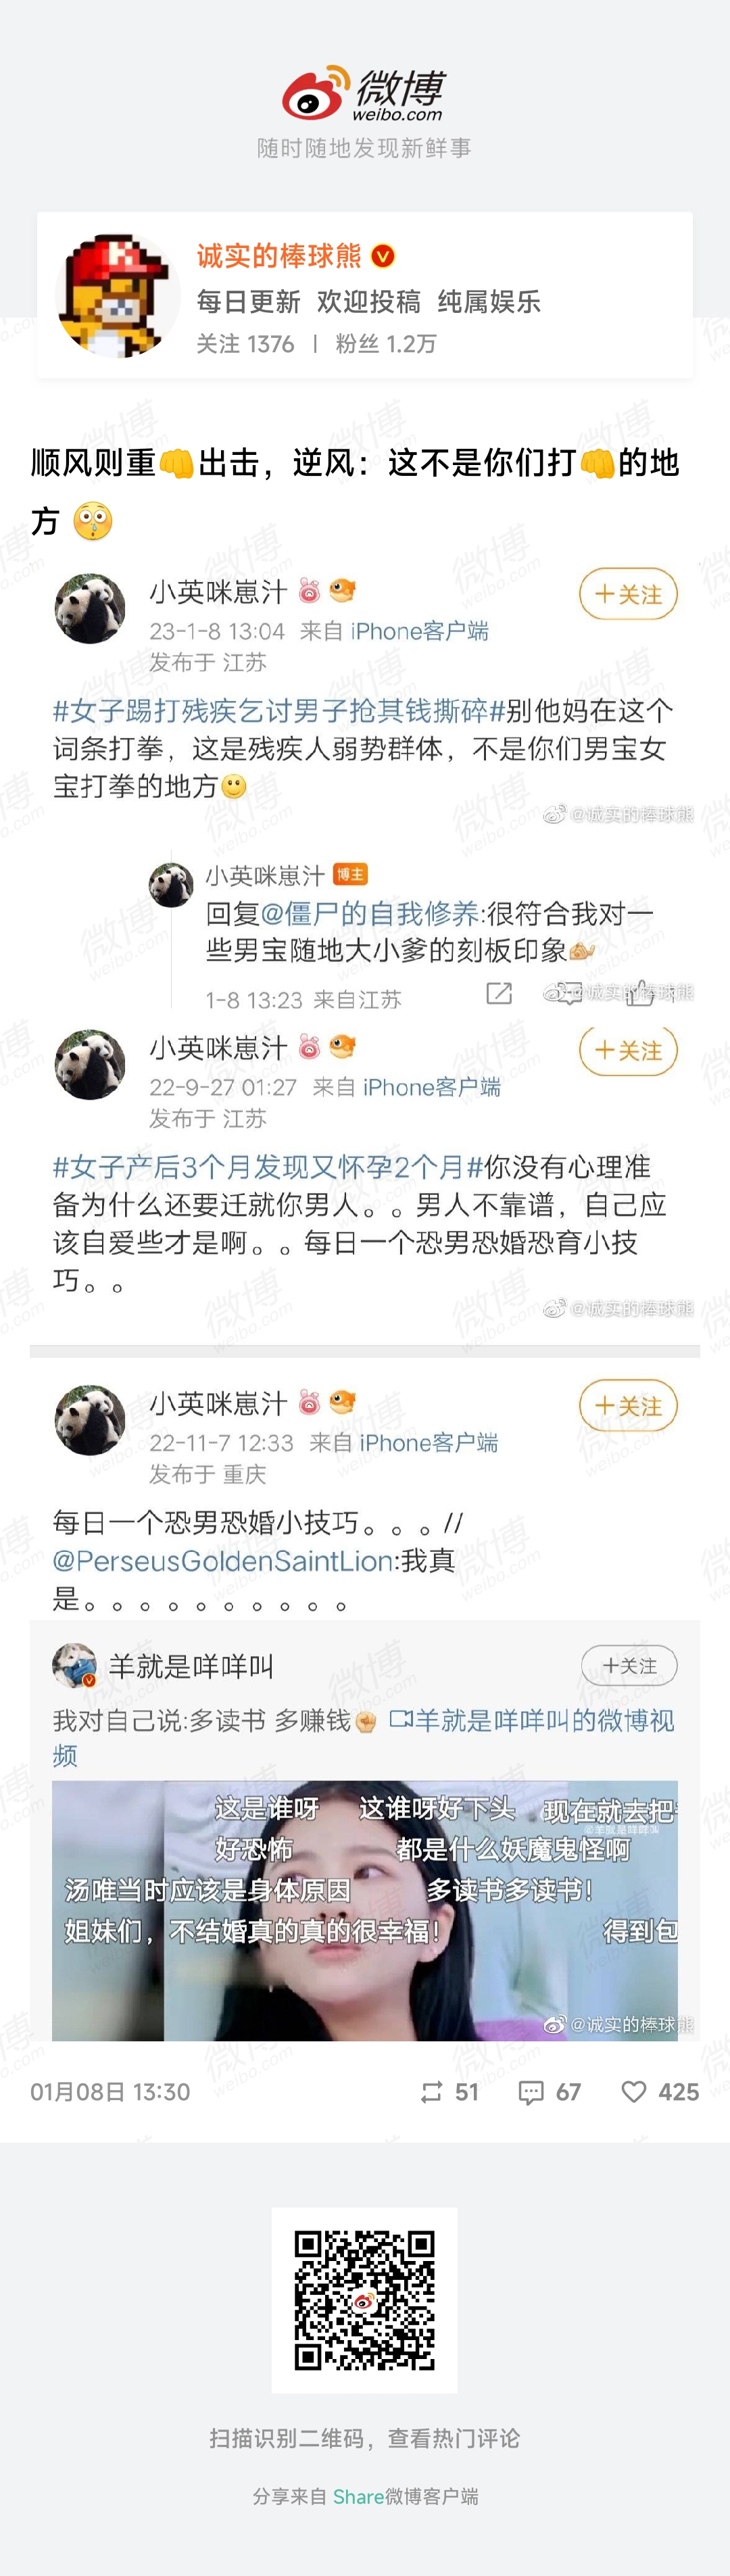 微博
weibo.com
随时随地发现新鲜事
诚实的棒球熊
每日更新 欢迎投稿 纯属娱乐
关注 1376 | 粉丝 1.2万
顺风则重👊出击，逆风：这不是你们打👊的地
方
小英咪崽汁
+关注
23-1-8 13:04 来自 iPhone客户端
发布于 江苏
#女子踢打残疾乞讨男子抢其钱撕碎#别他妈在这个
词条打拳，这是残疾人弱势群体，不是你们男宝女
宝打拳的地方🙂
@诚实的棒球熊
小英咪崽汁 博主
回复@僵尸的自我修养:很符合我对一
些男宝随地大小爹的刻板印象
1-8 13:23 来自江苏
@诚实的棒球熊
小英咪崽汁
+关注
22-9-27 01:27 来自 iPhone客户端
发布于 江苏
#女子产后3个月发现又怀孕2个月#你没有心理准
备为什么还要迁就你男人。。男人不靠谱，自己应
该自爱些才是啊。。每日一个恐男恐婚恐育小技
巧。。
@诚实的棒球熊
小英咪崽汁
+关注
22-11-7 12:33 来自 iPhone客户端
发布于 重庆
每日一个恐男恐婚小技巧。。。//
@PerseusGoldenSaintLion:我真
是。。。。。。。。。。
羊就是咩咩叫
+关注
我对自己说:多读书 多赚钱✊ 羊就是咩咩叫的微博视
频
这是谁呀 这谁呀好下头 现在就去把
@羊就是咩咩叫
好恐怖 都是什么妖魔鬼怪啊
汤唯当时应该是身体原因 多读书多读书！
姐妹们，不结婚真的真的很幸福！ 得到包
@诚实的棒球熊
01月08日 13:30 51 67 425
扫描识别二维码，查看热门评论
分享来自 Share微博客户端